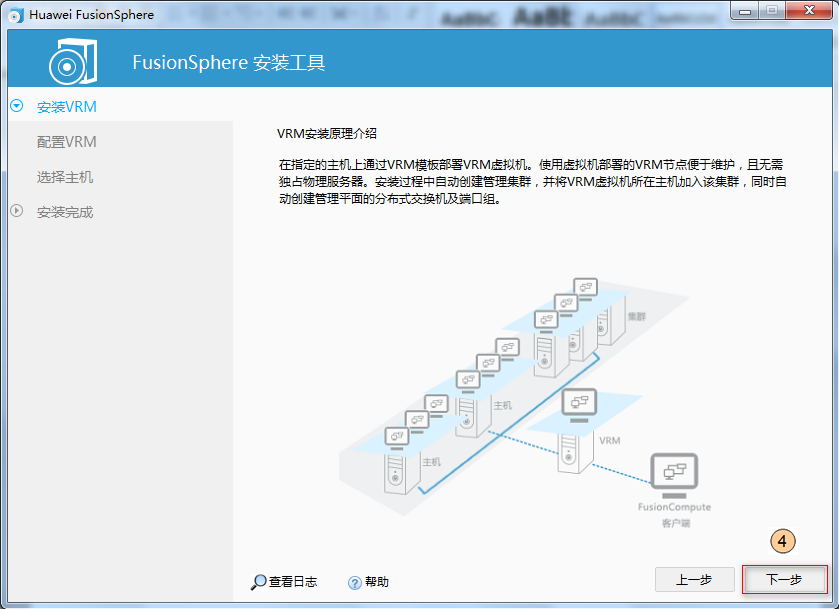 Huawei FusionSphere
FusionSphere 安装工具
安装VRM
配置VRM
选择主机
安装完成
VRM安装原理介绍
在指定的主机上通过VRM模板部署VRM虚拟机。使用虚拟机部署的VRM节点便于维护，且无需
独占物理服务器。安装过程中自动创建管理集群，并将VRM虚拟机所在主机加入该集群，同时自
动创建管理平面的分布式交换机及端口组。
集群
主机
VRM
主机
FusionCompute
客户端
4
查看日志
帮助
上一步
下一步